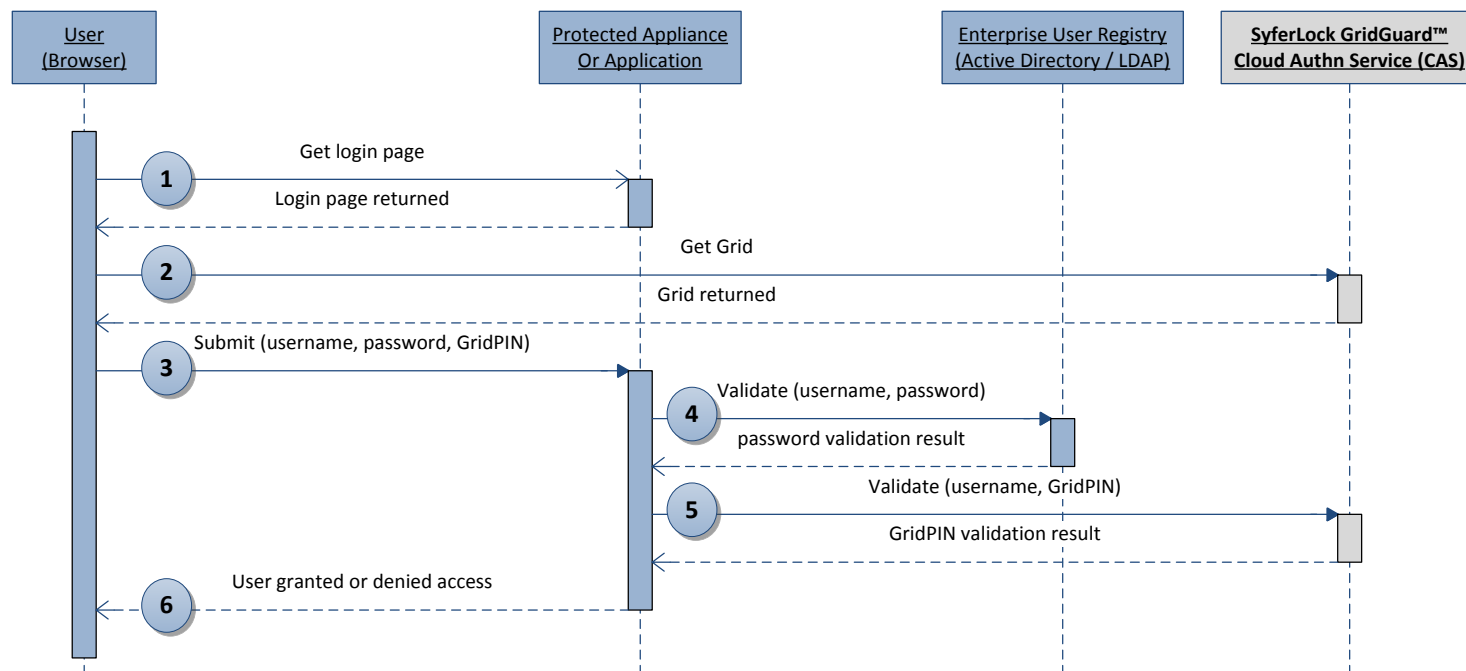 User
(Browser)
Protected Appliance
Or Application
Enterprise User Registry
(Active Directory / LDAP)
SyferLock GridGuard™
Cloud Authn Service (CAS)
Get login page
1
Login page returned
Get Grid
2
Grid returned
Submit (username, password, GridPIN)
3
Validate (username, password)
4
password validation result
Validate (username, GridPIN)
5
GridPIN validation result
User granted or denied access
6